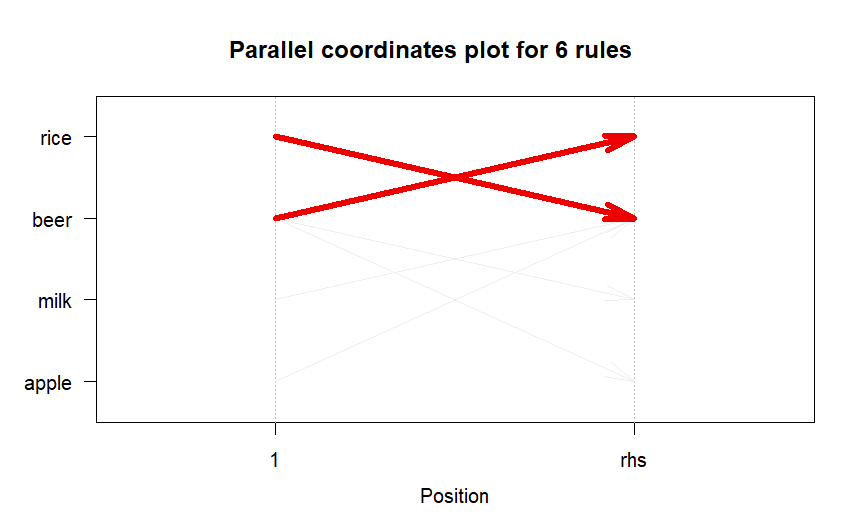 Parallel coordinates plot for 6 rules
rice
beer
milk
apple
1
rhs
Position